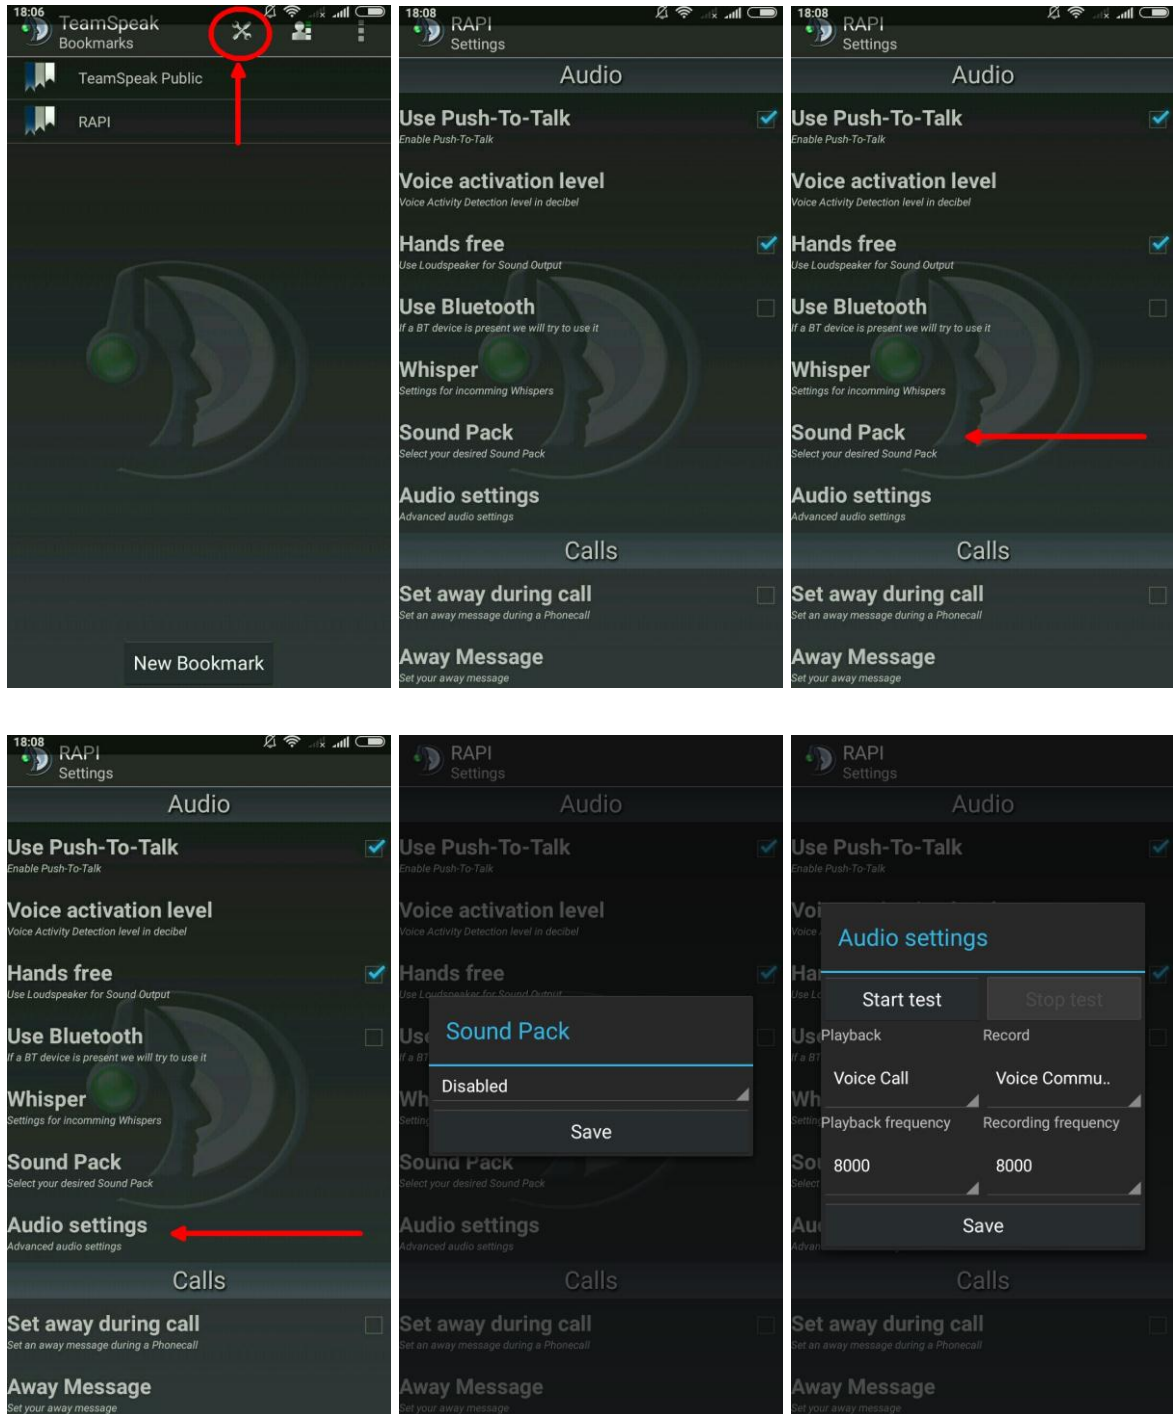 18:06
TeamSpeak
Bookmarks
TeamSpeak Public
RAPI
New Bookmark
18:08
RAPI
Settings
Audio
Use Push-To-Talk
Enable Push-To-Talk
Voice activation level
Voice Activity Detection level in decibel
Hands free
Use Loudspeaker for Sound Output
Use Bluetooth
If a BT device is present we will try to use it
Whisper
Settings for incomming Whispers
Sound Pack
Select your desired Sound Pack
Audio settings
Advanced audio settings
Calls
Set away during call
Set an away message during a Phonecall
Away Message
Set your away message
18:08
RAPI
Settings
Audio
Use Push-To-Talk
Enable Push-To-Talk
Voice activation level
Voice Activity Detection level in decibel
Hands free
Use Loudspeaker for Sound Output
Use Bluetooth
If a BT device is present we will try to use it
Whisper
Settings for incomming Whispers
Sound Pack
Select your desired Sound Pack
Audio settings
Advanced audio settings
Calls
Set away during call
Set an away message during a Phonecall
Away Message
Set your away message
18:08
RAPI
Settings
Audio
Use Push-To-Talk
Enable Push-To-Talk
Voice activation level
Voice Activity Detection level in decibel
Hands free
Use Loudspeaker for Sound Output
Use Bluetooth
If a BT device is present we will try to use it
Whisper
Settings for incomming Whispers
Sound Pack
Select your desired Sound Pack
Audio settings
Advanced audio settings
Calls
Set away during call
Set an away message during a Phonecall
Away Message
Set your away message
RAPI
Settings
Audio
Use Push-To-Talk
Enable Push-To-Talk
Voice activation level
Voice Activity Detection level in decibel
Hands free
Use Loudspeaker for Sound Output
Sound Pack
Disabled
Save
Sound Pack
Select your desired Sound Pack
Audio settings
Advanced audio settings
Calls
Set away during call
Set an away message during a Phonecall
Away Message
Set your away message
RAPI
Settings
Audio
Use Push-To-Talk
Enable Push-To-Talk
Audio settings
Start test Stop test
Playback Record
Voice Call Voice Commu..
Playback frequency Recording frequency
8000 8000
Save
Calls
Set away during call
Set an away message during a Phonecall
Away Message
Set your away message